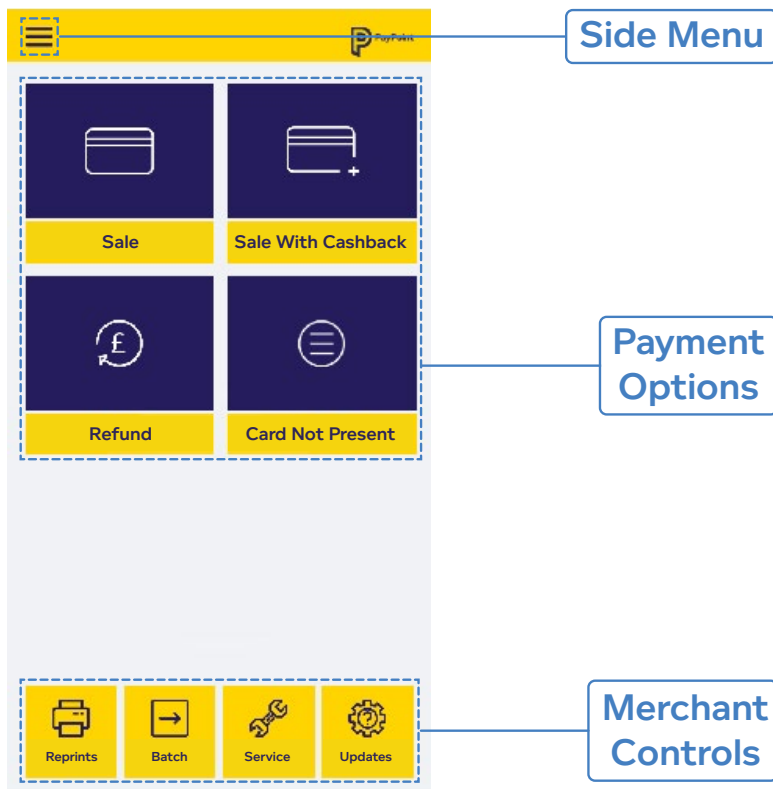 PayPoint
Side Menu
Sale
Sale With Cashback
£
Refund
Card Not Present
Payment
Options
Reprints
Batch
Service
Updates
Merchant
Controls